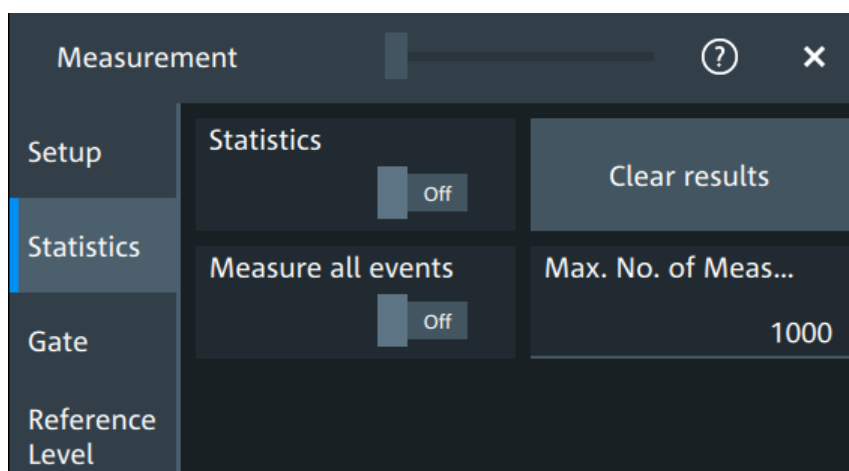 Measurement
?
Setup
Statistics
Gate
Reference
Level
Statistics
Off
Clear results
Measure all events
Off
Max. No. of Meas...
1000